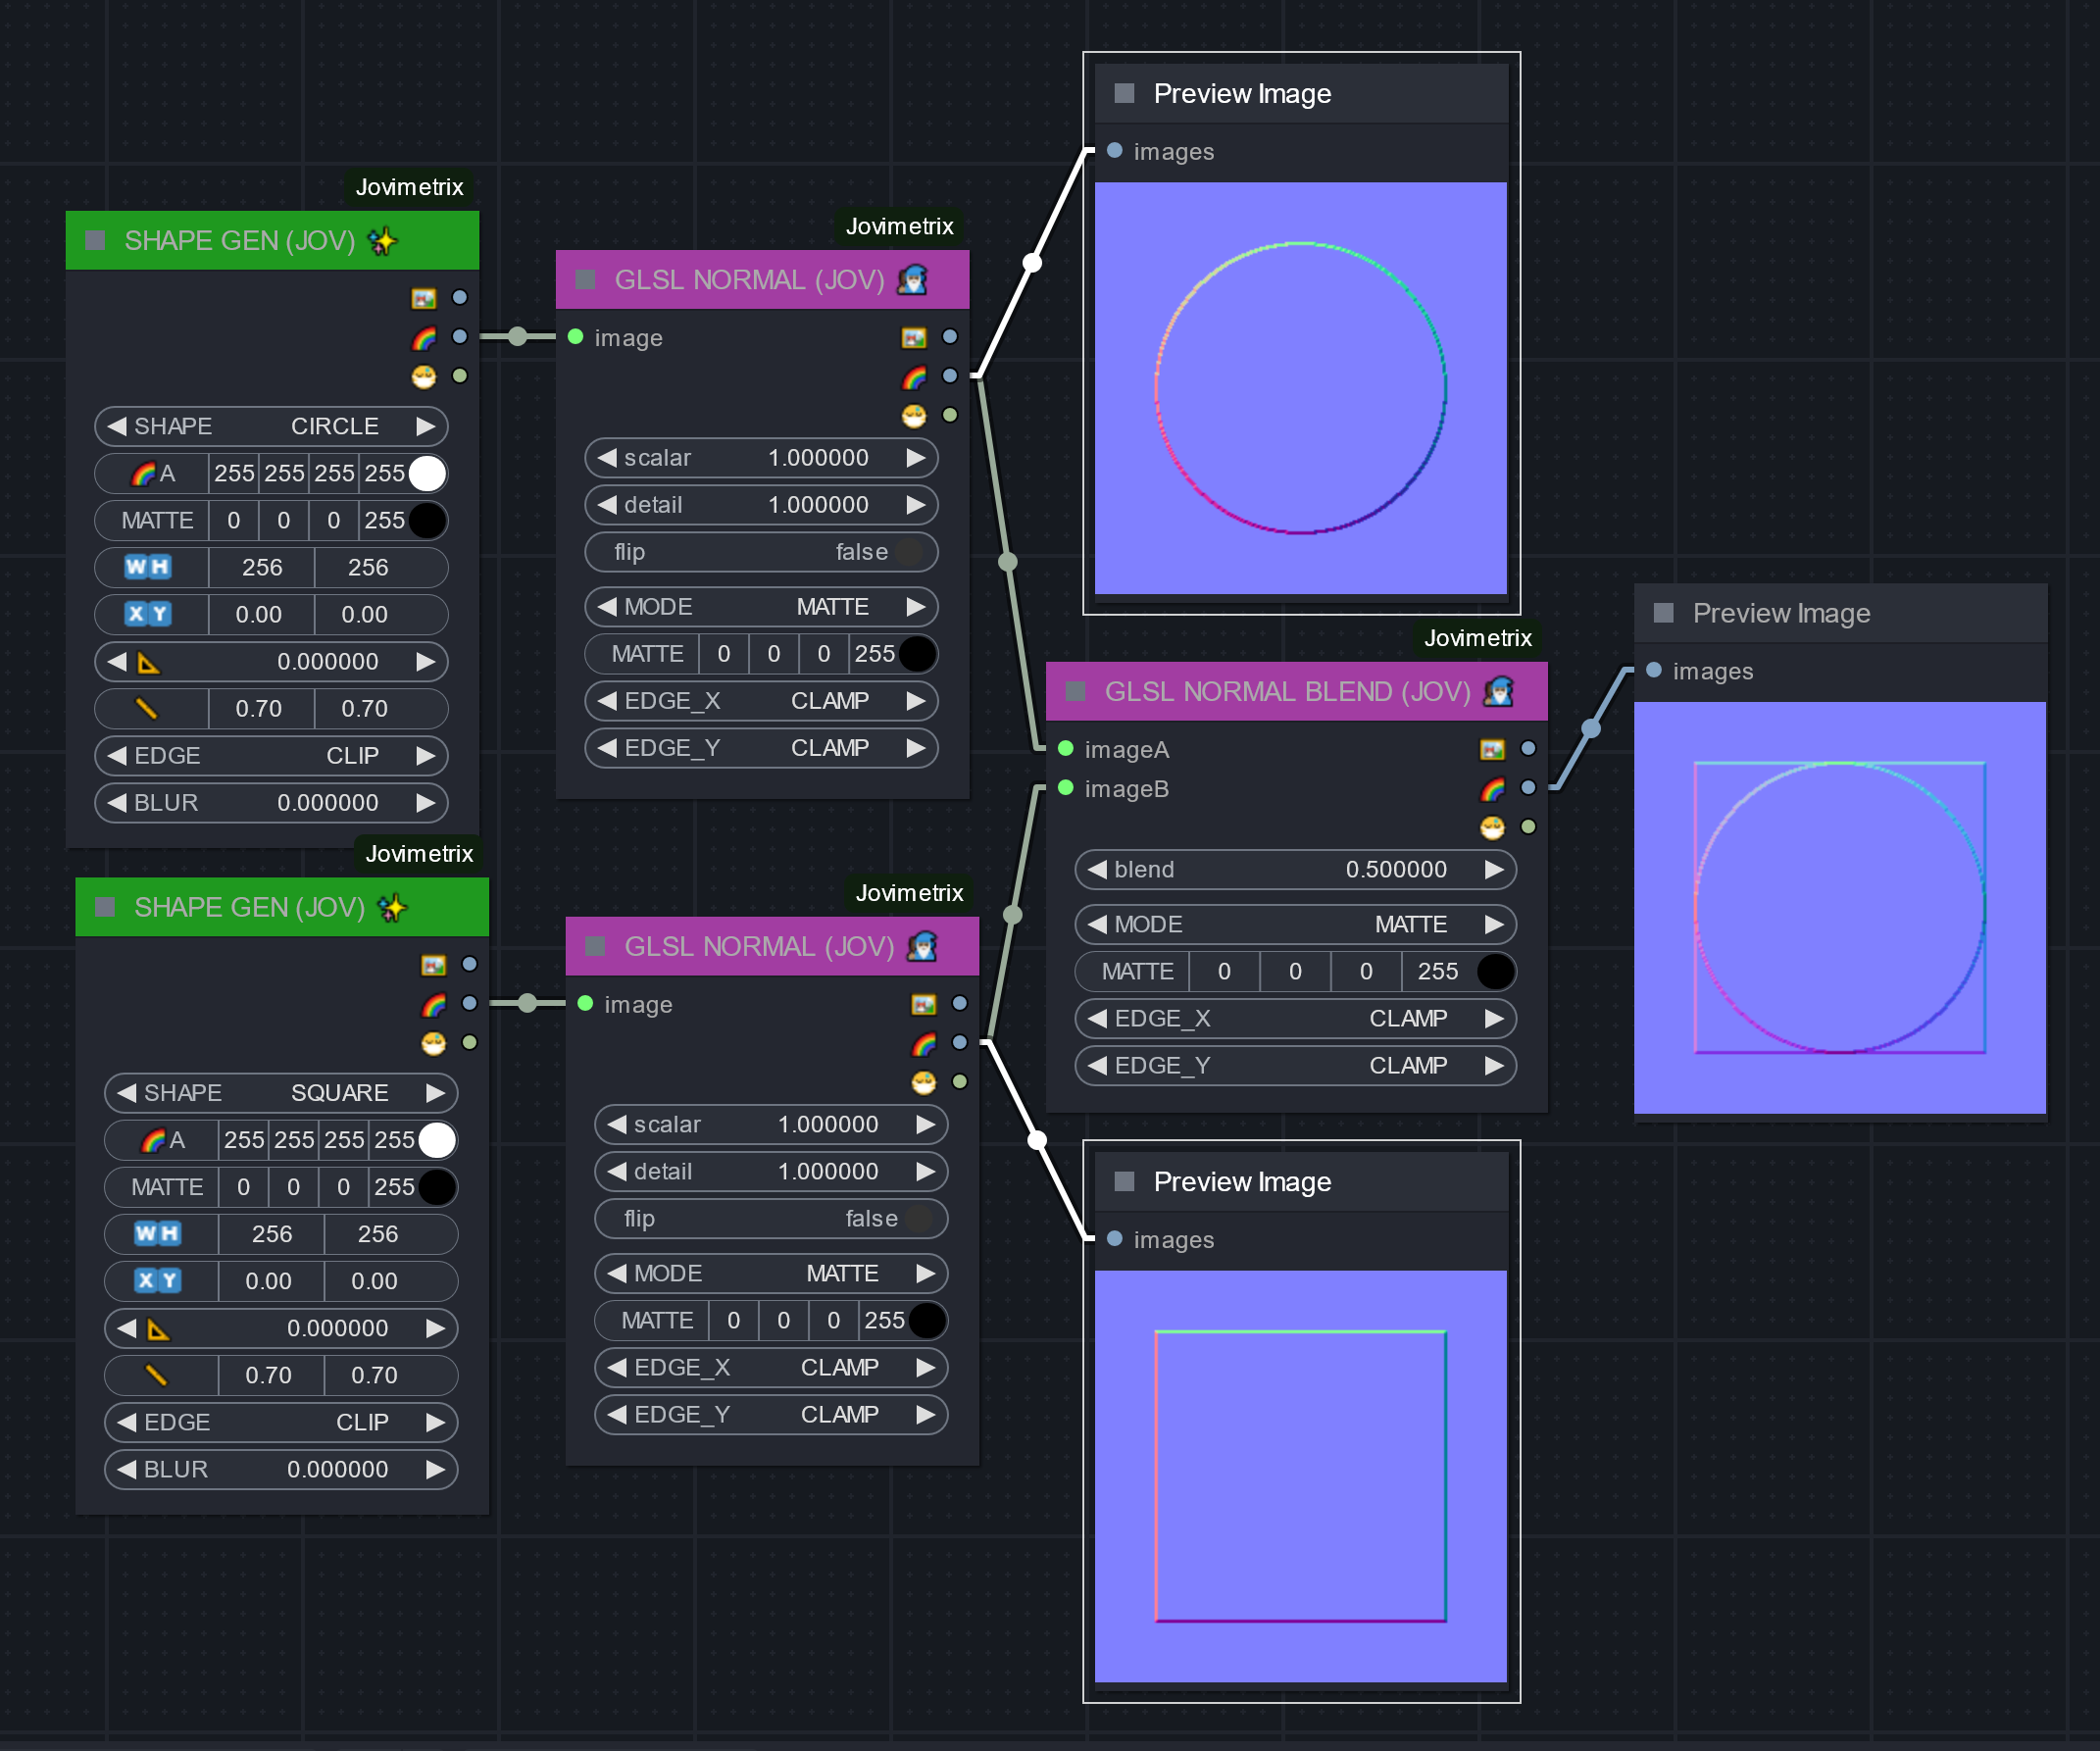 Jovimetrix
SHAPE GEN (JOV)
SHAPE CIRCLE
A 255 255 255 255
MATTE 0 0 0 255
WH 256 256
XY 0.00 0.00
0.000000
0.70 0.70
EDGE CLIP
BLUR 0.000000
Jovimetrix
GLSL NORMAL (JOV)
image
scalar 1.000000
detail 1.000000
flip false
MODE MATTE
MATTE 0 0 0 255
EDGE_X CLAMP
EDGE_Y CLAMP
Preview Image
images
Jovimetrix
SHAPE GEN (JOV)
SHAPE SQUARE
A 255 255 255 255
MATTE 0 0 0 255
WH 256 256
XY 0.00 0.00
0.000000
0.70 0.70
EDGE CLIP
BLUR 0.000000
Jovimetrix
GLSL NORMAL (JOV)
image
scalar 1.000000
detail 1.000000
flip false
MODE MATTE
MATTE 0 0 0 255
EDGE_X CLAMP
EDGE_Y CLAMP
Jovimetrix
GLSL NORMAL BLEND (JOV)
imageA
imageB
blend 0.500000
MODE MATTE
MATTE 0 0 0 255
EDGE_X CLAMP
EDGE_Y CLAMP
Preview Image
images
Preview Image
images